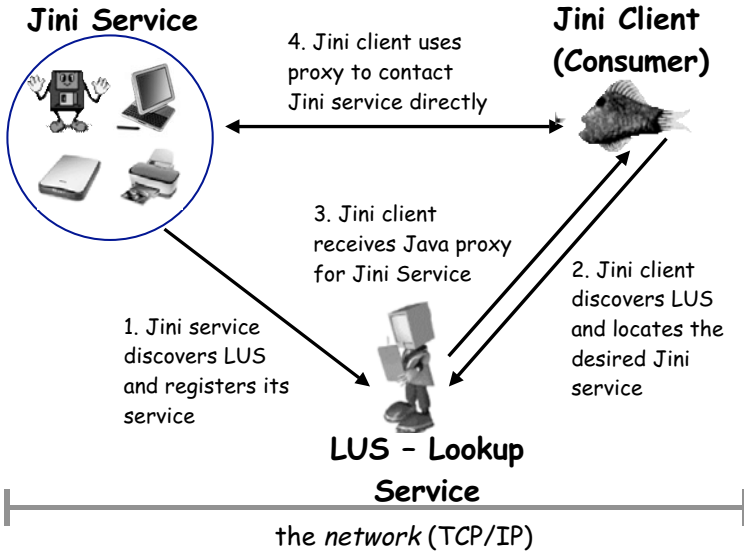 Jini Service
Jini Client
(Consumer)
4. Jini client uses
proxy to contact
Jini service directly
3. Jini client
receives Java proxy
for Jini Service
2. Jini client
discovers LUS
and locates the
desired Jini
service
1. Jini service
discovers LUS
and registers its
service
LUS – Lookup
Service
the network (TCP/IP)